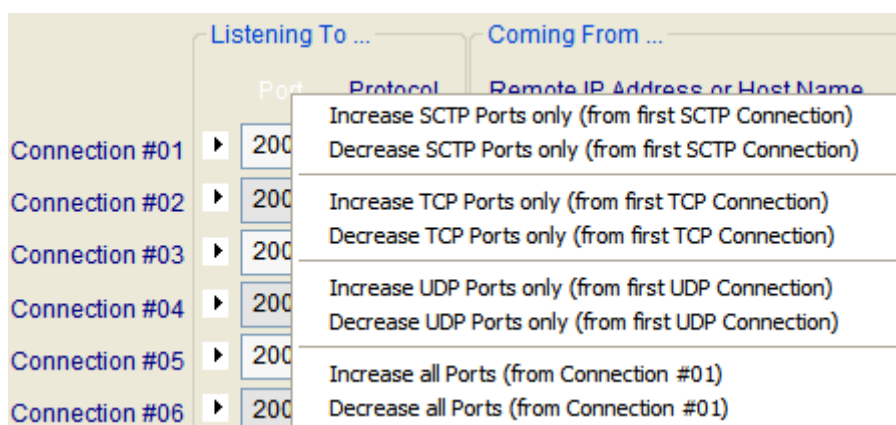 Listening To ... Coming From ...
Port Protocol Remote IP Address or Host Name
Increase SCTP Ports only (from first SCTP Connection)
Connection #01 200 Decrease SCTP Ports only (from first SCTP Connection)
Connection #02 200 Increase TCP Ports only (from first TCP Connection)
Decrease TCP Ports only (from first TCP Connection)
Connection #03 200
Increase UDP Ports only (from first UDP Connection)
Connection #04 200 Decrease UDP Ports only (from first UDP Connection)
Connection #05 200 Increase all Ports (from Connection #01)
Connection #06 200 Decrease all Ports (from Connection #01)